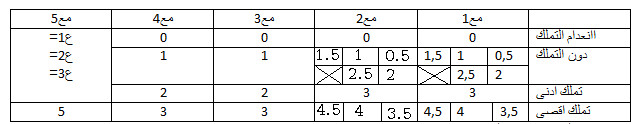 مع1 مع2 مع3 مع4 مع5
اانعدام التملك 0 0 0 0 ع1=
دون التملك 0,5 1 1,5 0.5 1 1.5 1 1 ع2=
2 2,5 2 2.5 ع3=
تملك ادنى 3 3 2 2
تملك اقصى 3,5 4 4,5 3.5 4 4.5 3 3 5